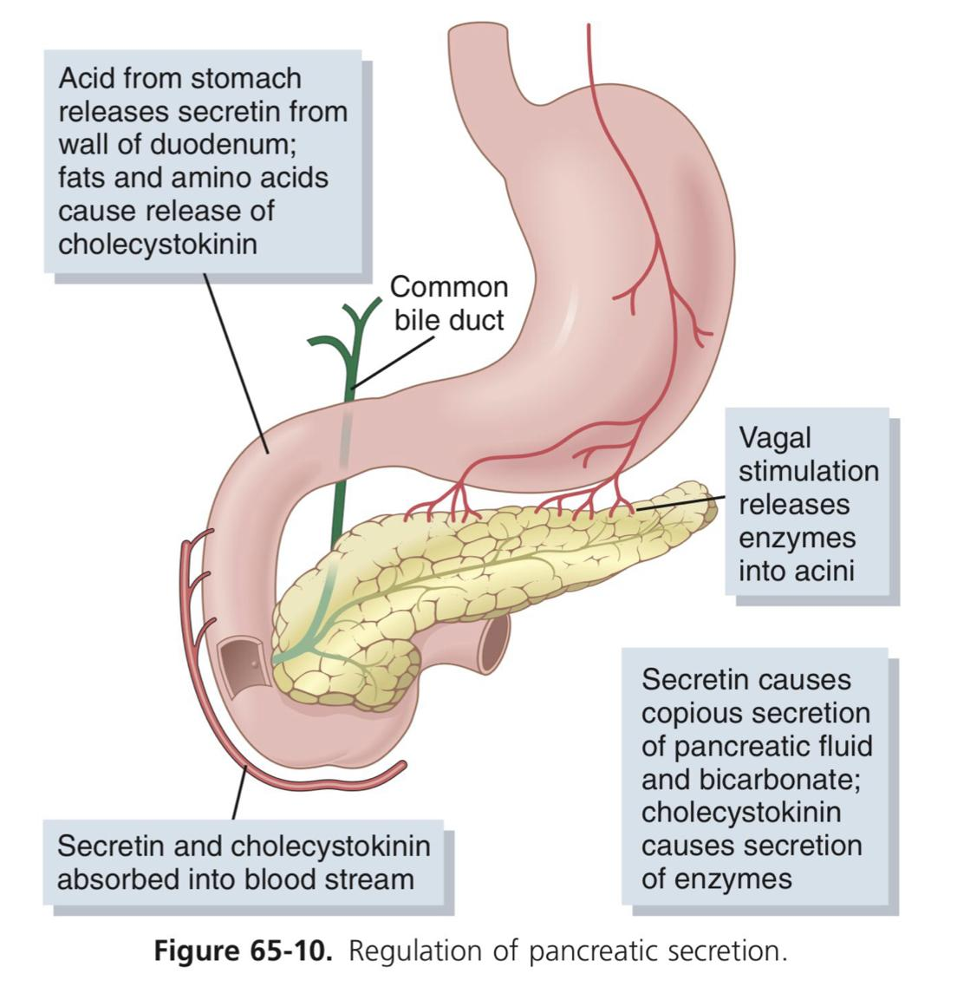 Acid from stomach
releases secretin from
wall of duodenum;
fats and amino acids
cause release of
cholecystokinin
Common
bile duct
Vagal
stimulation
releases
enzymes
into acini
Secretin causes
copious secretion
of pancreatic fluid
and bicarbonate;
cholecystokinin
causes secretion
of enzymes
Secretin and cholecystokinin
absorbed into blood stream
Figure 65-10. Regulation of pancreatic secretion.